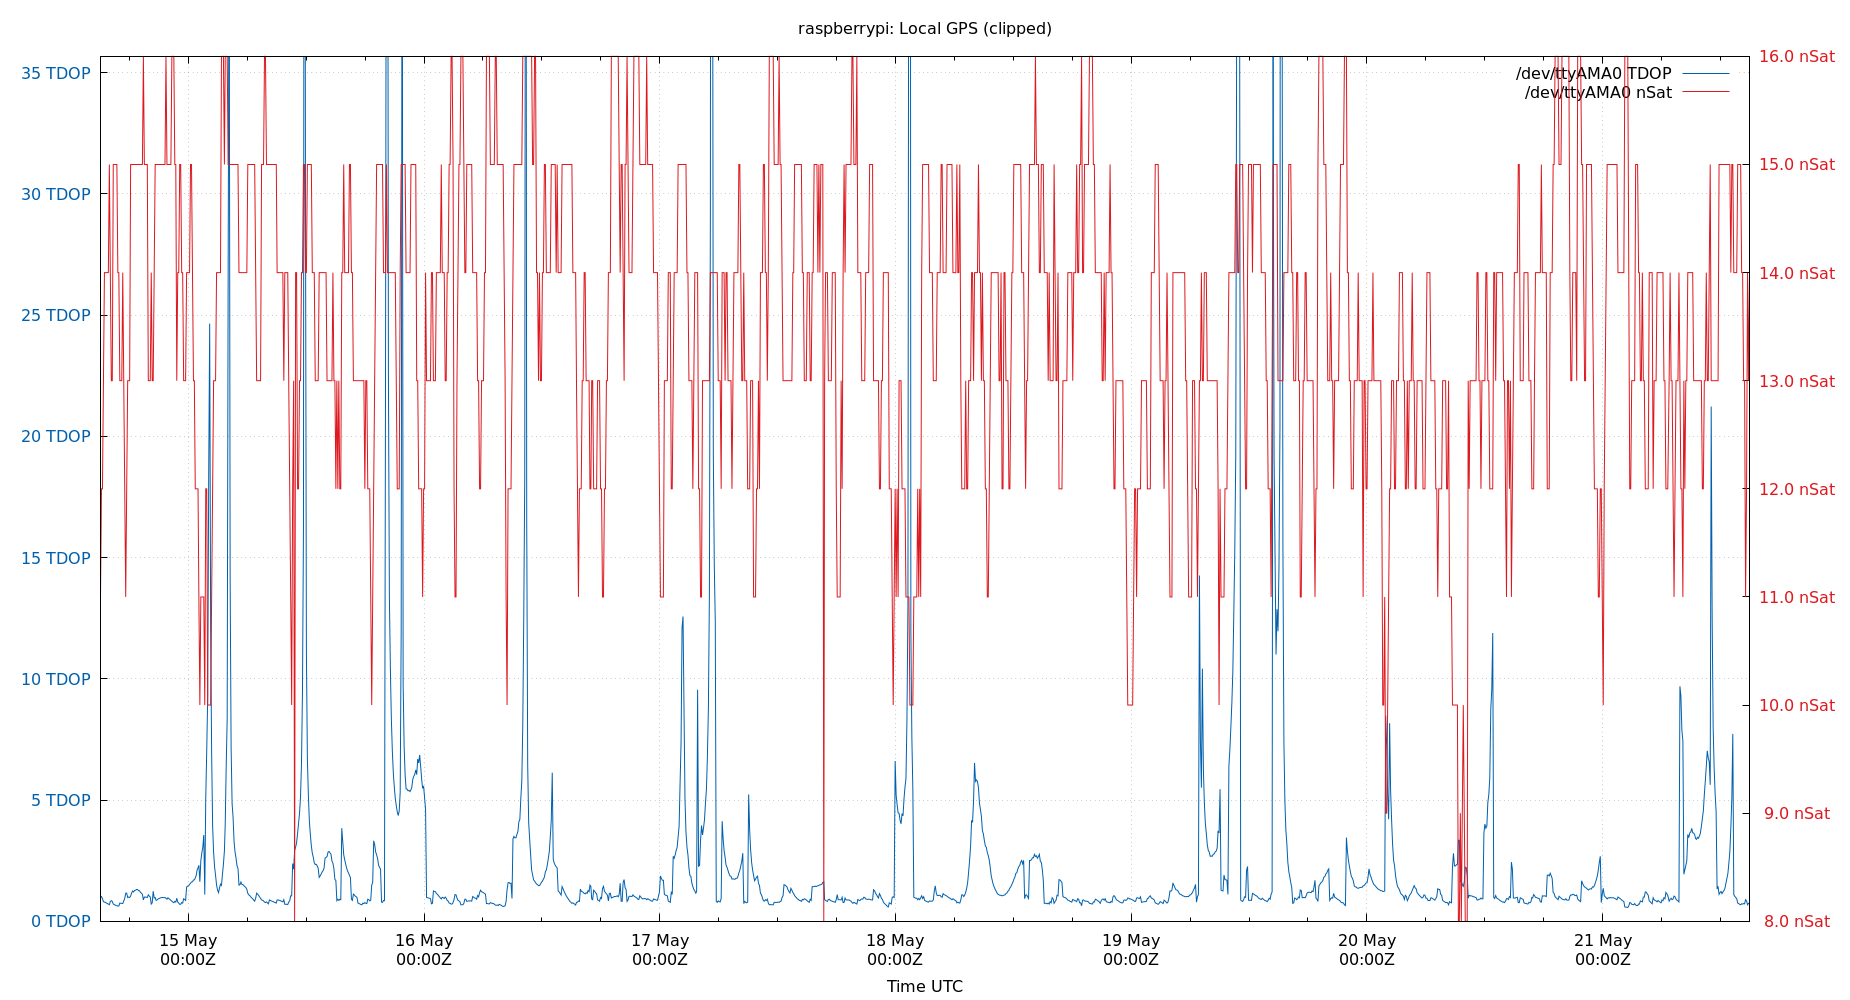 raspberrypi: Local GPS (clipped)
/dev/ttyAMA0 TDOP
/dev/ttyAMA0 nSat
35 TDOP
30 TDOP
25 TDOP
20 TDOP
15 TDOP
10 TDOP
5 TDOP
0 TDOP
16.0 nSat
15.0 nSat
14.0 nSat
13.0 nSat
12.0 nSat
11.0 nSat
10.0 nSat
9.0 nSat
8.0 nSat
15 May 16 May 17 May 18 May 19 May 20 May 21 May
00:00Z 00:00Z 00:00Z 00:00Z 00:00Z 00:00Z 00:00Z
Time UTC